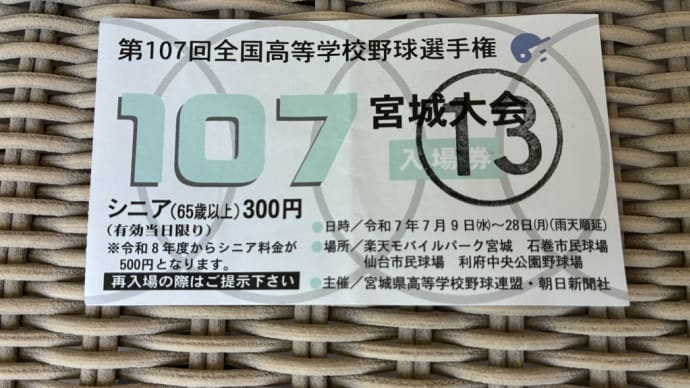 第107回全国高等学校野球選手権
107
宮城大会
13
入場券
シニア(65歳以上)300円
(有効当日限り)
※令和8年度からシニア料金が
500円となります。
再入場の際はご提示下さい
●日時/令和7年7月9日㈬~28日㈪(雨天順延)
●場所/楽天モバイルパーク宮城 石巻市民球場
仙台市民球場 利府中央公園野球場
●主催/宮城県高等学校野球連盟・朝日新聞社